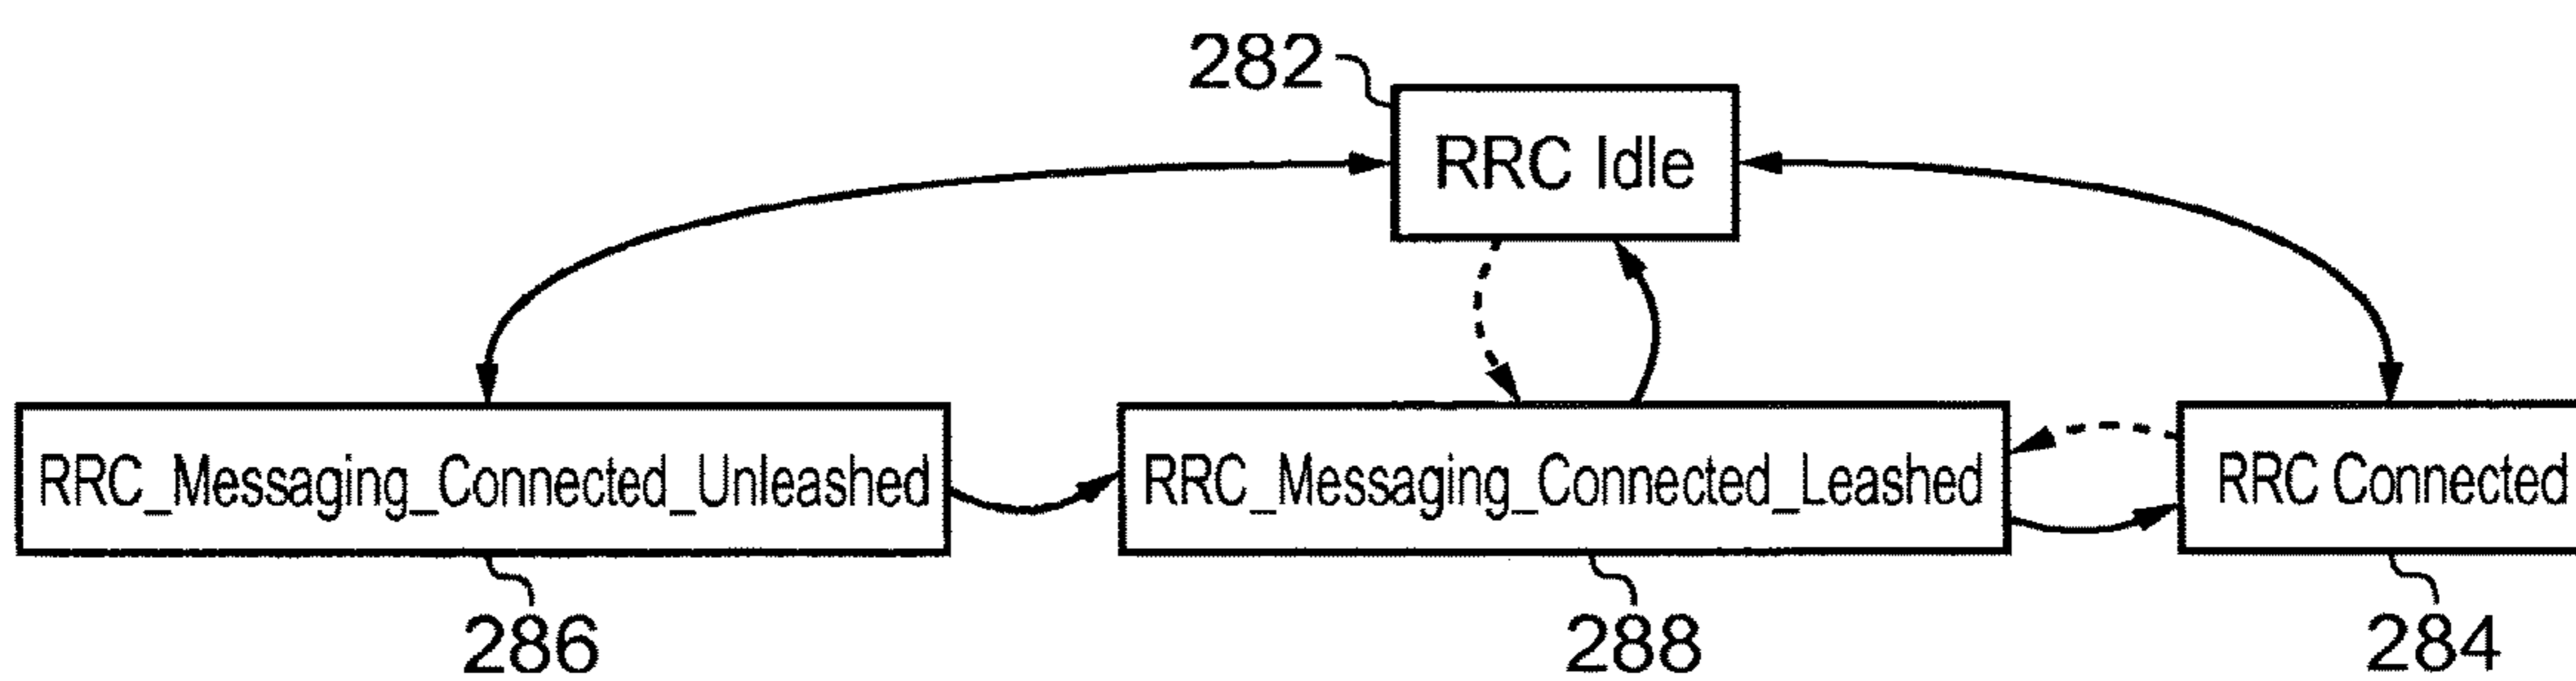 282
RRC Idle
RRC_Messaging_Connected_Unleashed
RRC_Messaging_Connected_Leashed
RRC Connected
286
288
284